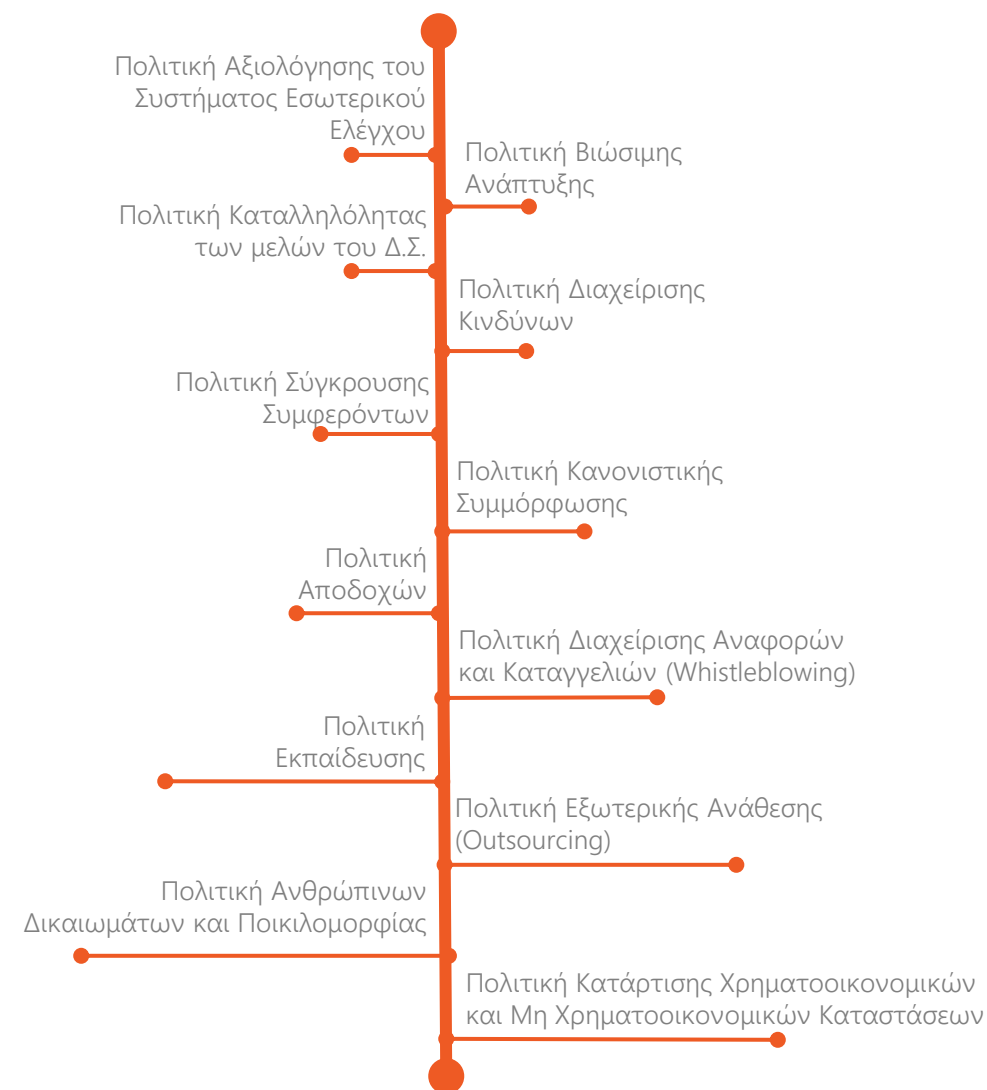 Πολιτική Αξιολόγησης του
Συστήματος Εσωτερικού
Ελέγχου
Πολιτική Βιώσιμης
Ανάπτυξης
Πολιτική Καταλληλόλητας
των μελών του Δ.Σ.
Πολιτική Διαχείρισης
Κινδύνων
Πολιτική Σύγκρουσης
Συμφερόντων
Πολιτική Κανονιστικής
Συμμόρφωσης
Πολιτική
Αποδοχών
Πολιτική Διαχείρισης Αναφορών
και Καταγγελιών (Whistleblowing)
Πολιτική
Εκπαίδευσης
Πολιτική Εξωτερικής Ανάθεσης
(Outsourcing)
Πολιτική Ανθρώπινων
Δικαιωμάτων και Ποικιλομορφίας
Πολιτική Κατάρτισης Χρηματοοικονομικών
και Μη Χρηματοοικονομικών Καταστάσεων